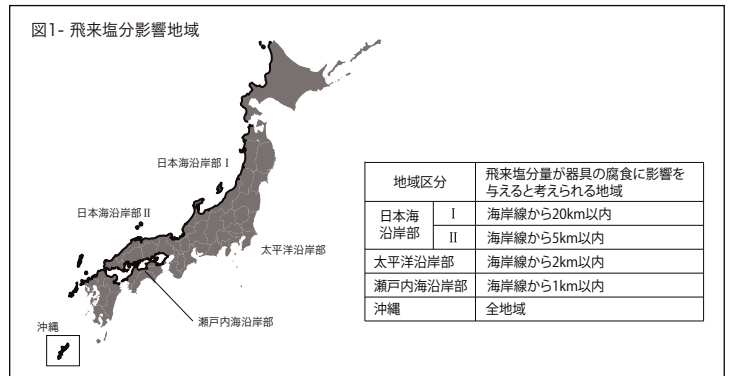 図1- 飛来塩分影響地域
日本海沿岸部Ⅰ
日本海沿岸部Ⅱ
太平洋沿岸部
瀬戸内海沿岸部
沖縄
地域区分
飛来塩分量が器具の腐食に影響を
与えると考えられる地域
日本海
沿岸部
Ⅰ
海岸線から20km以内
Ⅱ
海岸線から5km以内
太平洋沿岸部
海岸線から2km以内
瀬戸内海沿岸部
海岸線から1km以内
沖縄
全地域